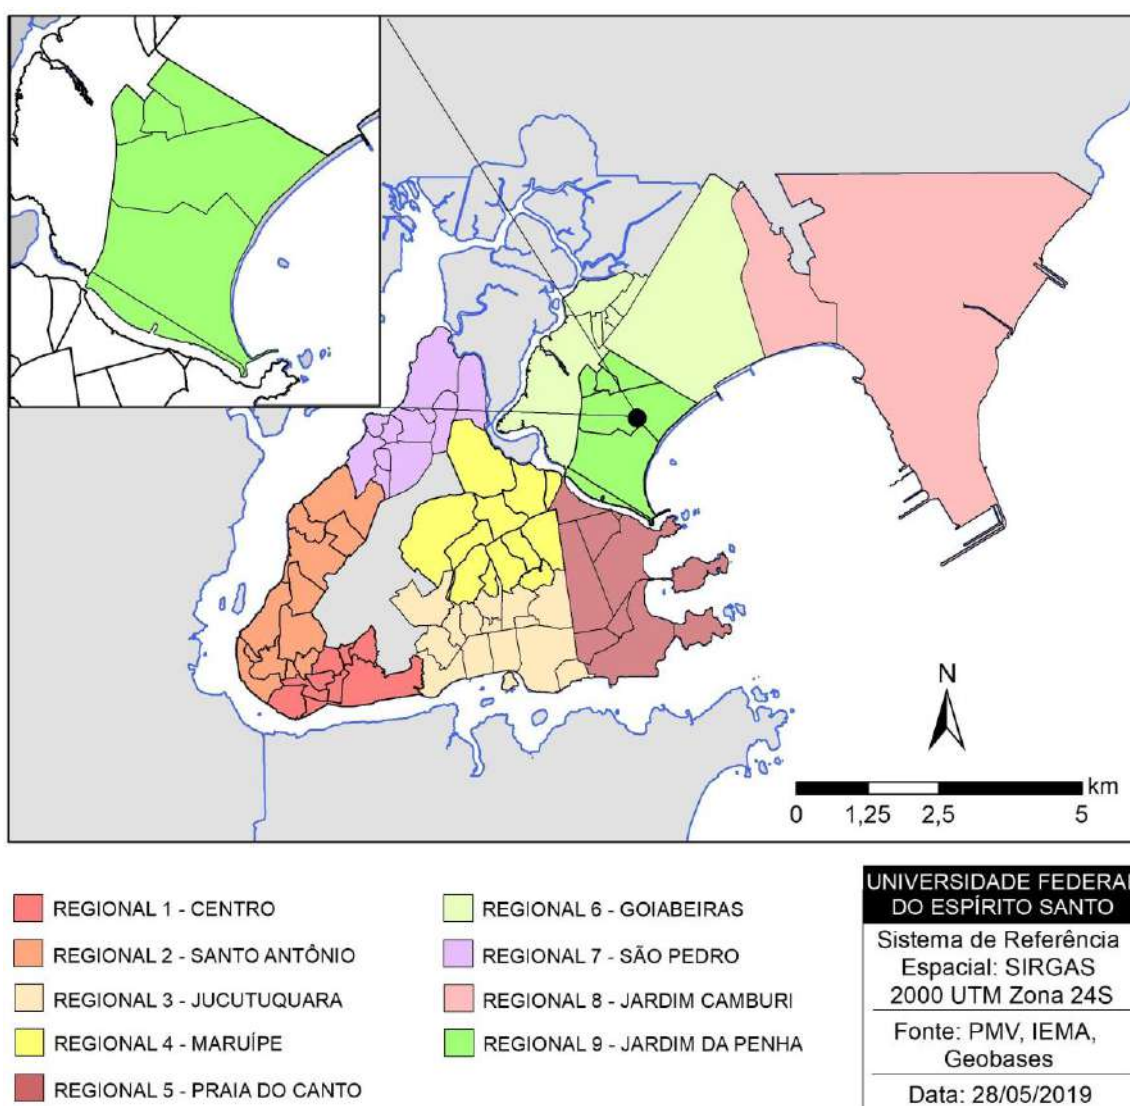 N
km
0 1,25 2,5 5
REGIONAL 1 - CENTRO
REGIONAL 2 - SANTO ANTÔNIO
REGIONAL 3 - JUCUTUQUARA
REGIONAL 4 - MARUÍPE
REGIONAL 5 - PRAIA DO CANTO
REGIONAL 6 - GOIABEIRAS
REGIONAL 7 - SÃO PEDRO
REGIONAL 8 - JARDIM CAMBURI
REGIONAL 9 - JARDIM DA PENHA
UNIVERSIDADE FEDERAL
DO ESPÍRITO SANTO
Sistema de Referência
Espacial: SIRGAS
2000 UTM Zona 24S
Fonte: PMV, IEMA,
Geobases
Data: 28/05/2019